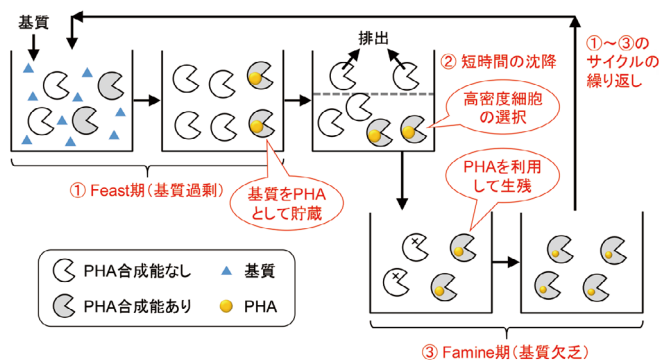 基質
排出
② 短時間の沈降
①～③の
サイクルの
繰り返し
高密度細胞
の選択
① Feast期（基質過剰）
基質をPHA
として貯蔵
PHAを利用
して生残
PHA合成能なし
基質
PHA合成能あり
PHA
③ Famine期（基質欠乏）